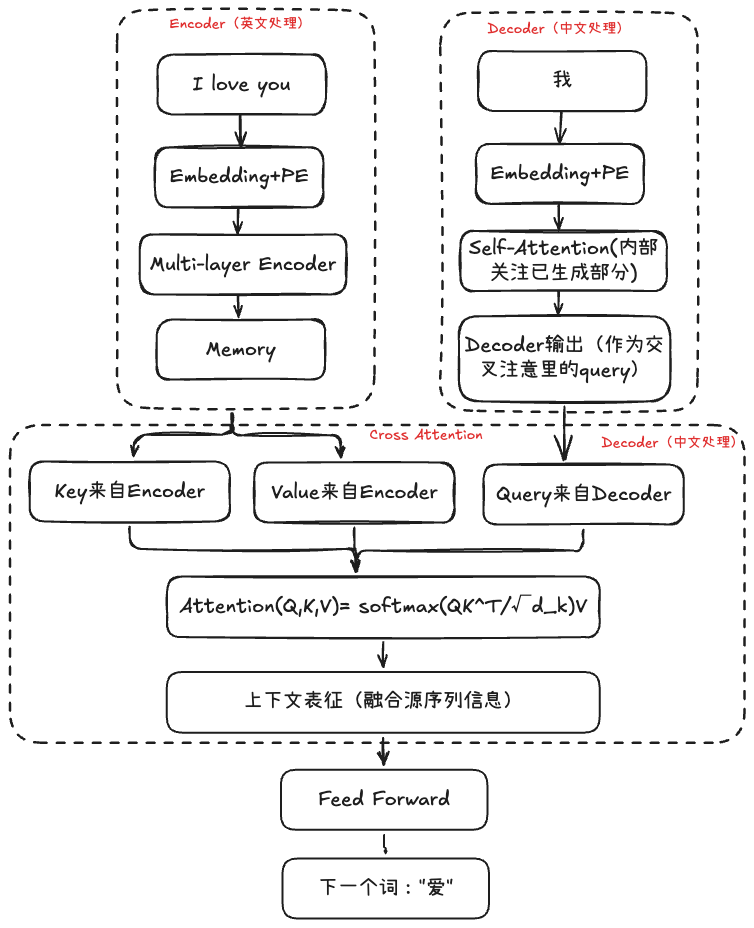 Encoder（英文处理）
I love you
Embedding+PE
Multi-layer Encoder
Memory
Decoder（中文处理）
我
Embedding+PE
Self-Attention(内部
关注已生成部分)
Decoder输出（作为交
叉注意里的query）
Cross Attention
Decoder（中文处理）
Key来自Encoder
Value来自Encoder
Query来自Decoder
Attention(Q,K,V)= softmax(QK^T/√d_k)V
上下文表征（融合源序列信息）
Feed Forward
下一个词："爱"